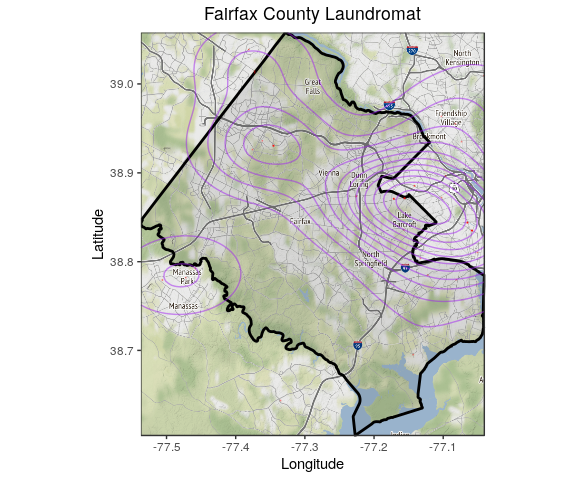 Fairfax County Laundromat
North
Kensington
39.0
Great
Falls
Friendship
Village
Vienna
Dunn
Loring
38.9
Lake
Barcroft
Fairfax
Latitude
North
Springfield
38.8
Manassas
Park
Manassas
38.7
-77.5
-77.4
-77.3
-77.2
-77.1
Longitude